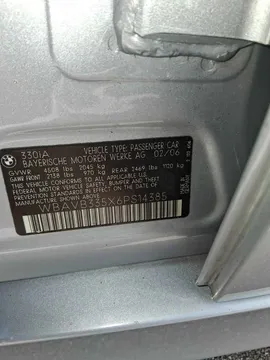 BMW
330iA
VEHICLE TYPE: PASSENGER CAR
BAYERISCHE MOTOREN WERKE AG 02/06
GVWR 4508 lbs 2045 kg
GAWR FRONT 2138 lbs 970 kg REAR 2469 lbs 1120 kg
THIS VEHICLE CONFORMS TO ALL APPLICABLE
FEDERAL MOTOR VEHICLE SAFETY,
BUMPER, AND THEFT PREVENTION STANDARDS
IN EFFECT ON THE DATE OF MANUFACTURE
SHOWN ABOVE.
WBAVB335X6PS14385